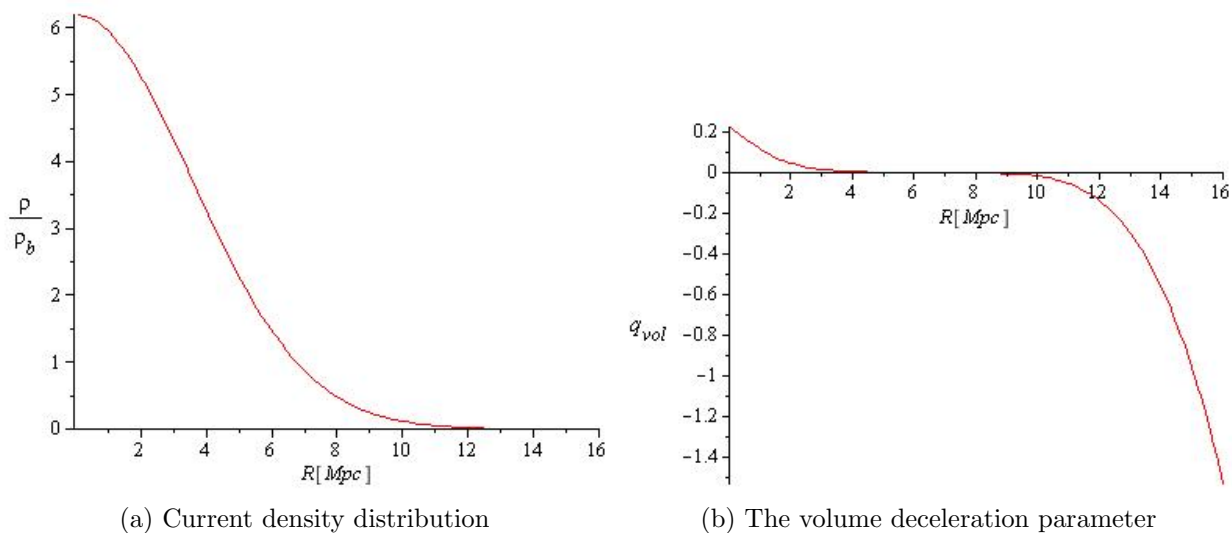 6
5
4
ρ
ρ_b
3
2
1
0
2 4 6 8 10 12 14 16
R[Mpc]
(a) Current density distribution
0.2
0
2 4 6 8 10 12 14 16
R[Mpc]
−0.2
−0.4
−0.6
q_vol
−0.8
−1
−1.2
−1.4
(b) The volume deceleration parameter